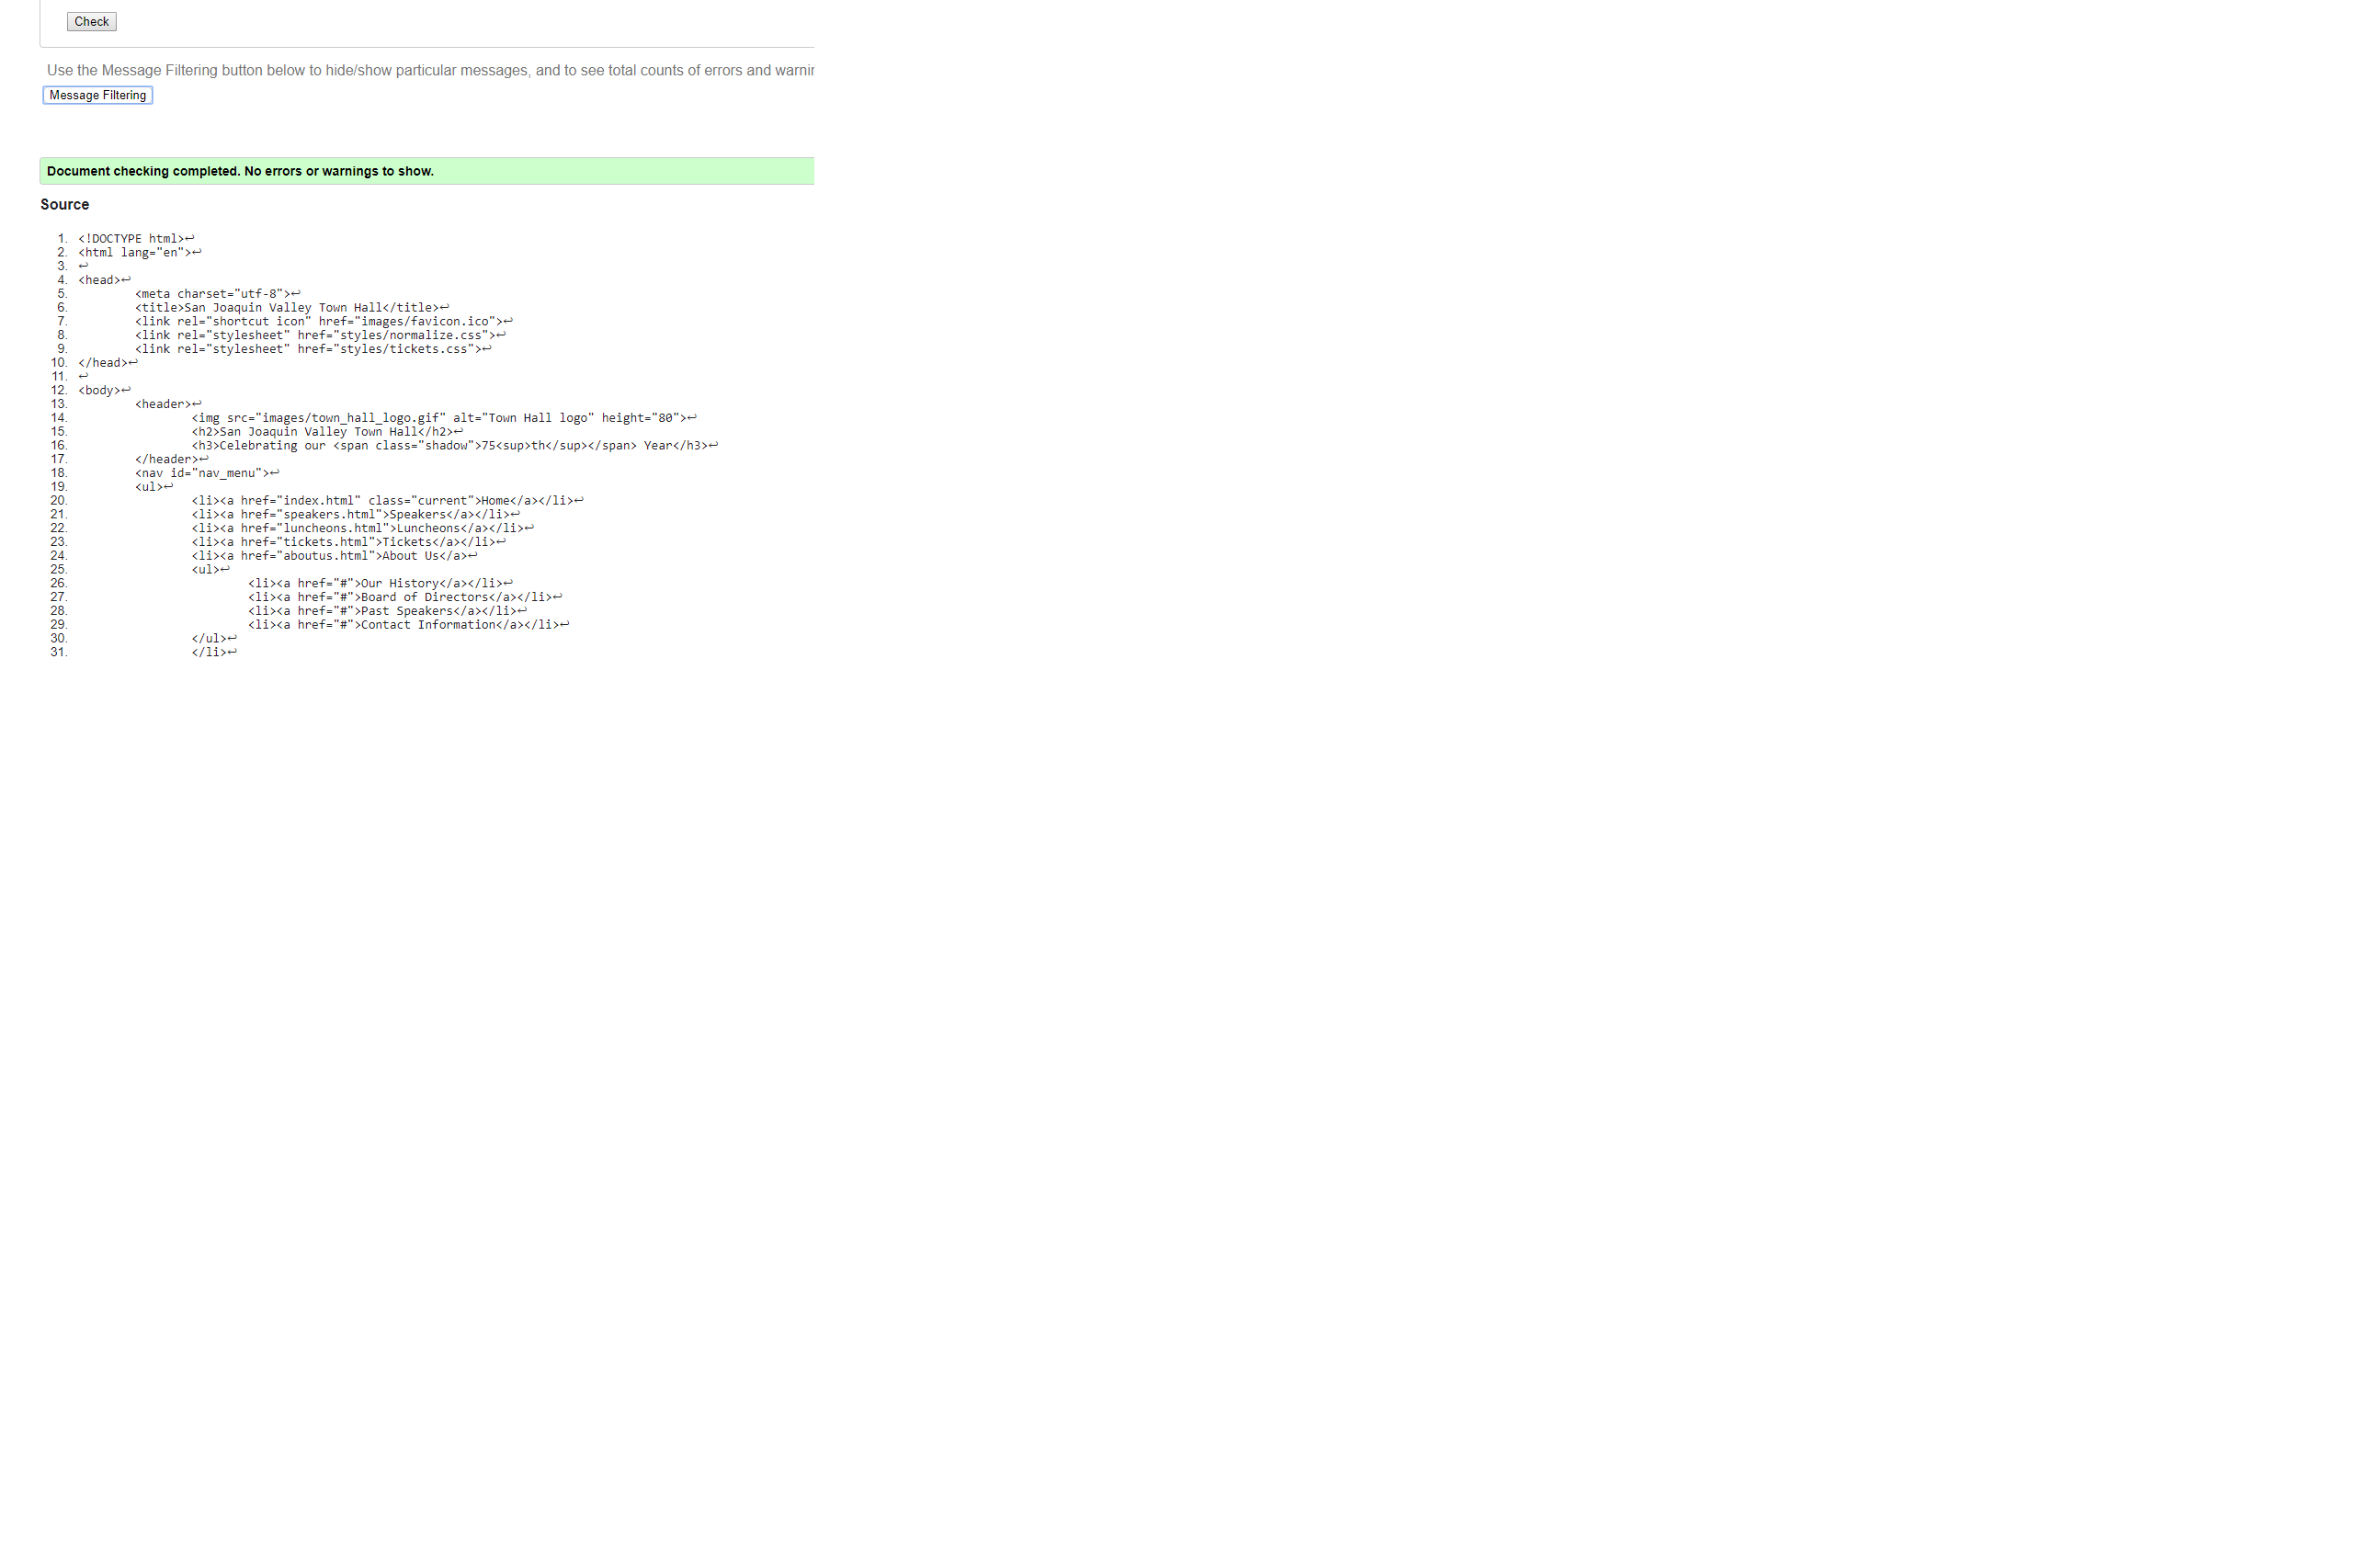 Check
Use the Message Filtering button below to hide/show particular messages, and to see total counts of errors and
Message Filtering
Document checking completed. No errors or warnings to show.
Source
1. <!DOCTYPE html>↩
2. <html lang="en">↩
3. ↩
4. <head>↩
5. <meta charset="utf-8">↩
6. <title>San Joaquin Valley Town Hall</title>↩
7. <link rel="shortcut icon" href="images/favicon.ico">↩
8. <link rel="stylesheet" href="styles/normalize.css">↩
9. <link rel="stylesheet" href="styles/tickets.css">↩
10. </head>↩
11. ↩
12. <body>↩
13. <header>↩
14. <img src="images/town_hall_logo.gif" alt="Town Hall logo" height="80">↩
15. <h2>San Joaquin Valley Town Hall</h2>↩
16. <h3>Celebrating our <span class="shadow">75<sup>th</sup></span> Year</h3>↩
17. </header>↩
18. <nav id="nav_menu">↩
19. <ul>↩
20. <li><a href="index.html" class="current">Home</a></li>↩
21. <li><a href="speakers.html">Speakers</a></li>↩
22. <li><a href="luncheons.html">Luncheons</a></li>↩
23. <li><a href="tickets.html">Tickets</a></li>↩
24. <li><a href="aboutus.html">About Us</a>↩
25. <ul>↩
26. <li><a href="#">Our History</a></li>↩
27. <li><a href="#">Board of Directors</a></li>↩
28. <li><a href="#">Past Speakers</a></li>↩
29. <li><a href="#">Contact Information</a></li>↩
30. </ul>↩
31. </li>↩